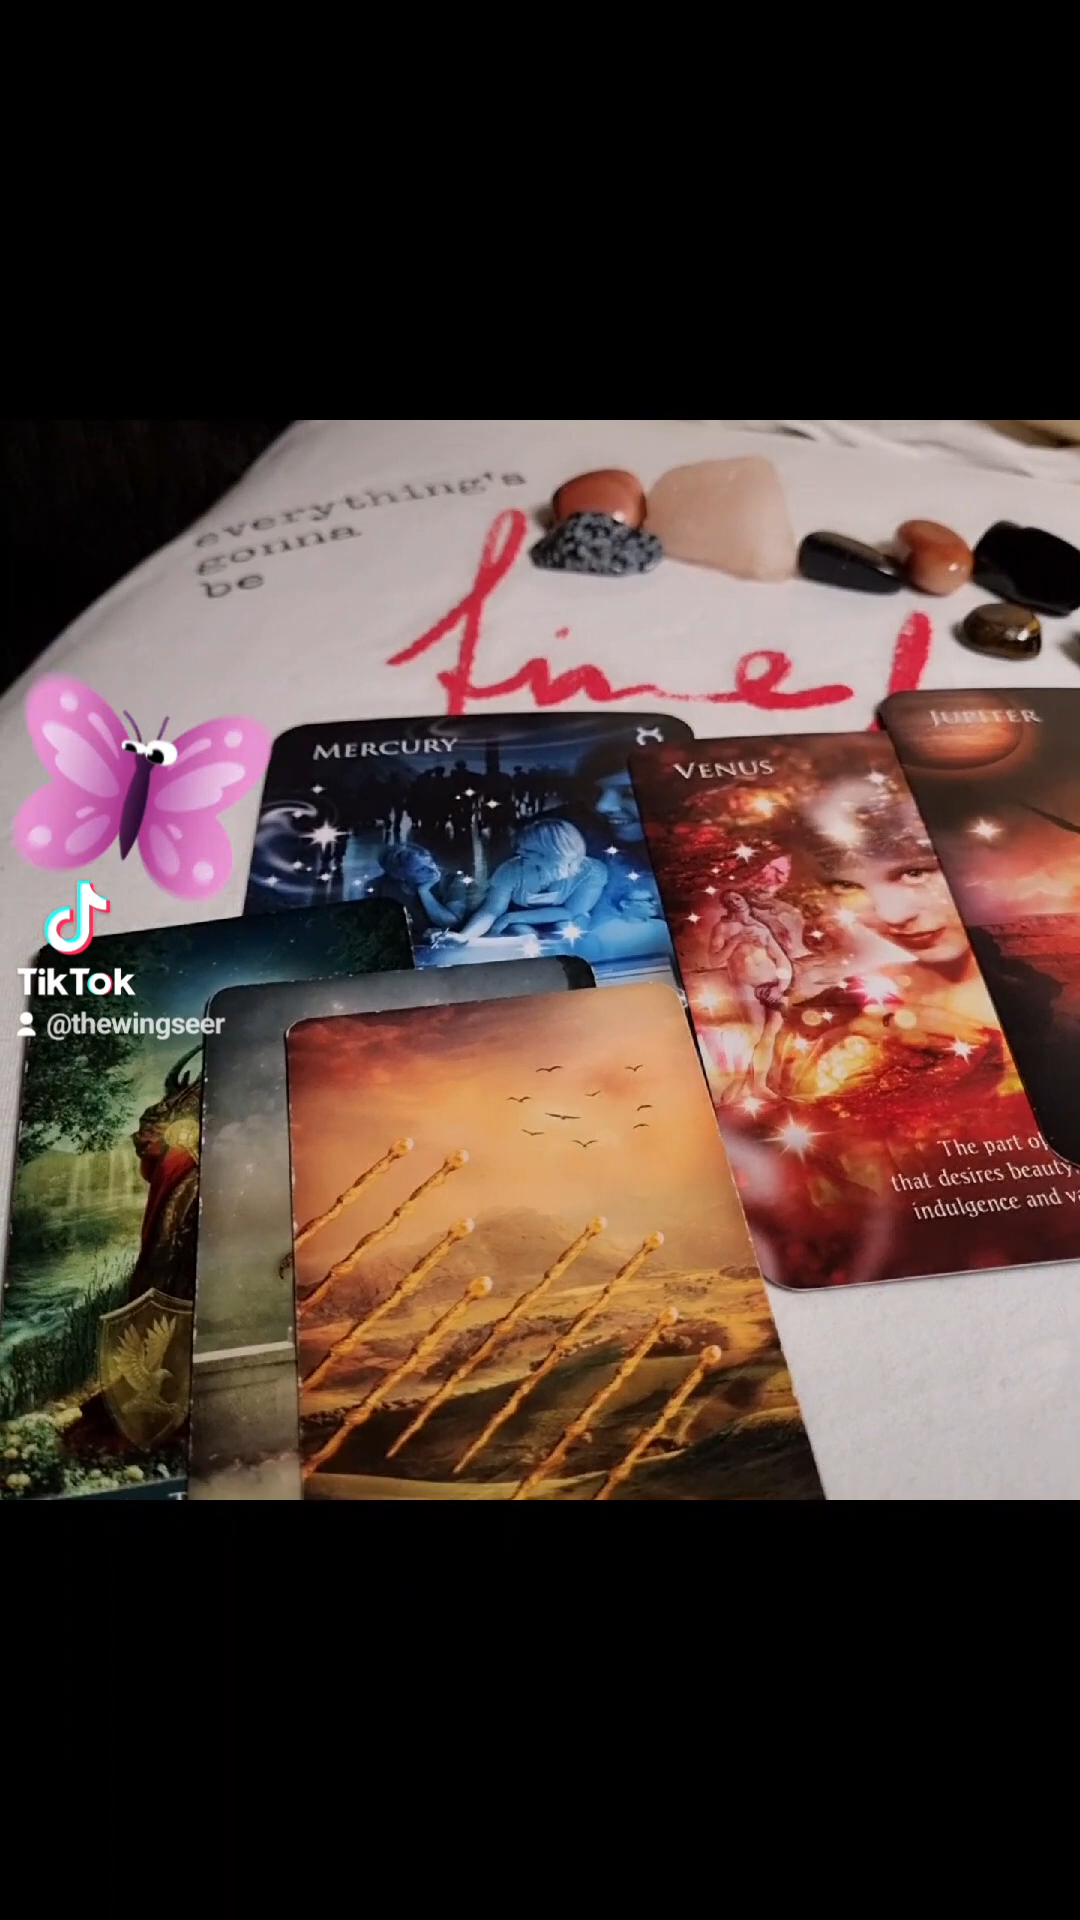 everything's
gonna
be
fine!
MERCURY
VENUS
JUPITER
TikTok
@thewingseer
The part of
that desires beauty,
indulgence and